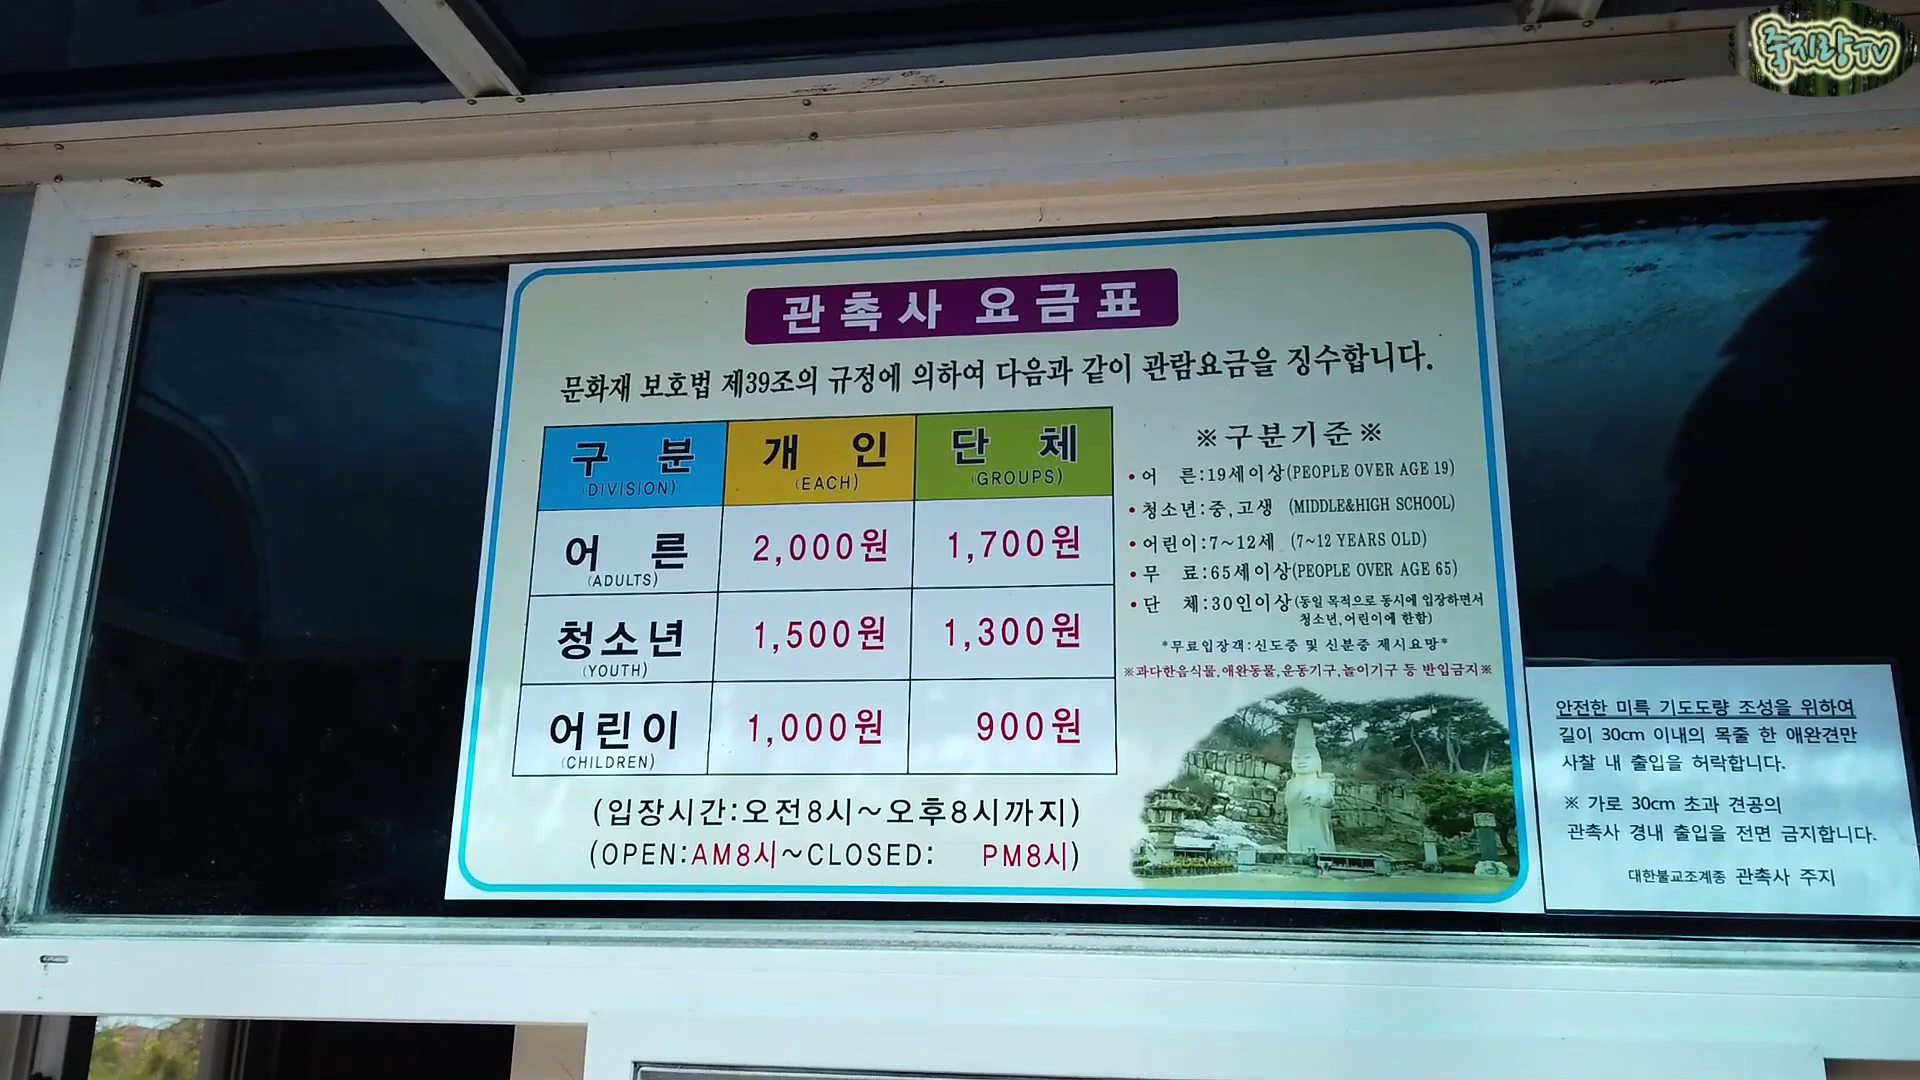 죽지랑TV
관촉사 요금표
문화재 보호법 제39조의 규정에 의하여 다음과 같이 관람요금을 징수합니다.
구 분 개 인 단 체
(DIVISION) (EACH) (GROUPS)
어 른 2,000원 1,700원
(ADULTS)
청소년 1,500원 1,300원
(YOUTH)
어린이 1,000원 900원
(CHILDREN)
(입장시간:오전8시~오후8시까지)
(OPEN:AM8시~CLOSED: PM8시)
※구분기준※
•어 른:19세이상(PEOPLE OVER AGE 19)
•청소년:중,고생 (MIDDLE&HIGH SCHOOL)
•어린이:7~12세 (7~12 YEARS OLD)
•무 료:65세이상(PEOPLE OVER AGE 65)
•단 체:30인이상(동일 목적으로 동시에 입장하면서
청소년,어린이에 한함)
*무료입장객:신도증 및 신분증 제시요망*
※과다한음식물,애완동물,운동기구,놀이기구 등 반입금지※
안전한 미륵 기도도량 조성을 위하여
길이 30cm 이내의 목줄 한 애완견만
사찰 내 출입을 허락합니다.
※ 가로 30cm 초과 견공의
관촉사 경내 출입을 전면 금지합니다.
대한불교조계종 관촉사 주지